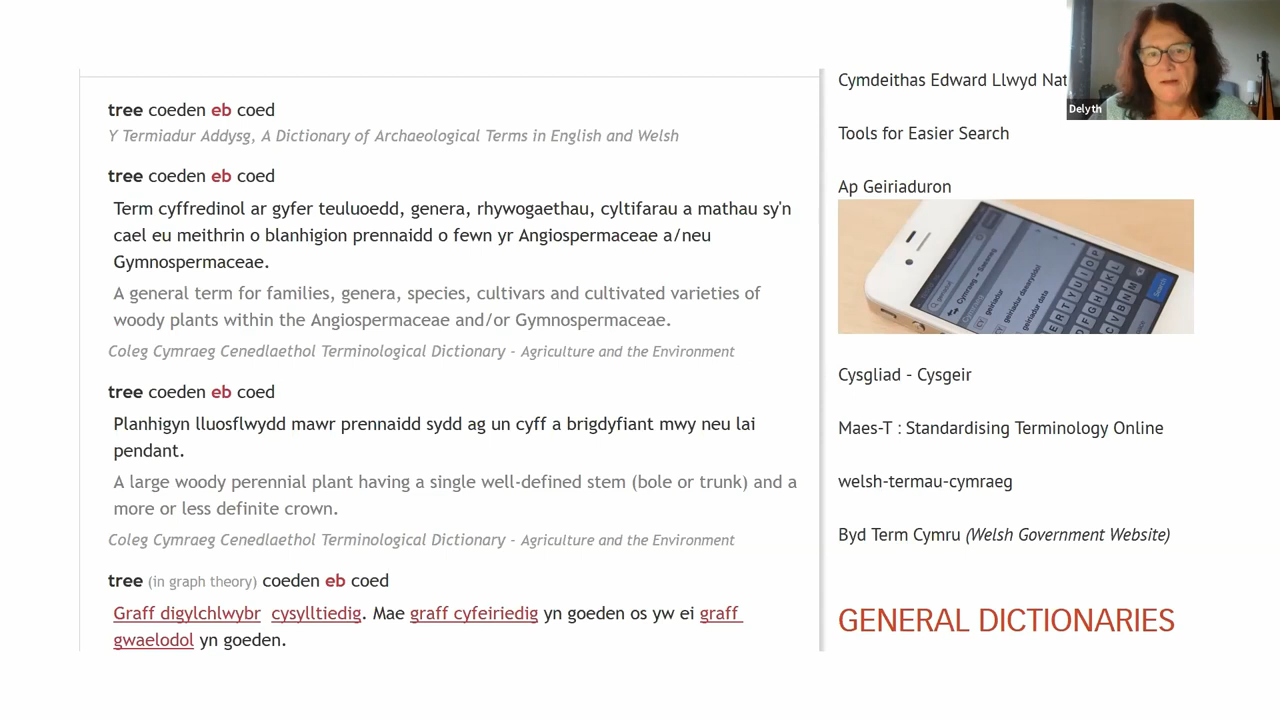 tree coeden eb coed
Y Termiadur Addysg, A Dictionary of Archaeological Terms in English and Welsh
tree coeden eb coed
Term cyffredinol ar gyfer teuluoedd, genera, rhywogaethau, cyltifarau a mathau sy'n
cael eu meithrin o blanhigion prennaidd o fewn yr Angiospermaceae a/neu
Gymnospermaceae.
A general term for families, genera, species, cultivars and cultivated varieties of
woody plants within the Angiospermaceae and/or Gymnospermaceae.
Coleg Cymraeg Cenedlaethol Terminological Dictionary - Agriculture and the Environment
tree coeden eb coed
Planhigyn lluosflwydd mawr prennaidd sydd ag un cyff a brigdyfiant mwy neu lai
pendant.
A large woody perennial plant having a single well-defined stem (bole or trunk) and a
more or less definite crown.
Coleg Cymraeg Cenedlaethol Terminological Dictionary - Agriculture and the Environment
tree (in graph theory) coeden eb coed
Graff digylchlwybr cysylltiedig. Mae graff cyfeiriedig yn goeden os yw ei graff
gwaelodol yn goeden.
Cymdeithas Edward Llwyd Nat
Delyth
Tools for Easier Search
Ap Geiriaduron
Cymraeg – Saesneg
geiriadur
geiriadur data
Search
Cysgliad - Cysgeir
Maes-T : Standardising Terminology Online
welsh-termau-cymraeg
Byd Term Cymru (Welsh Government Website)
GENERAL DICTIONARIES